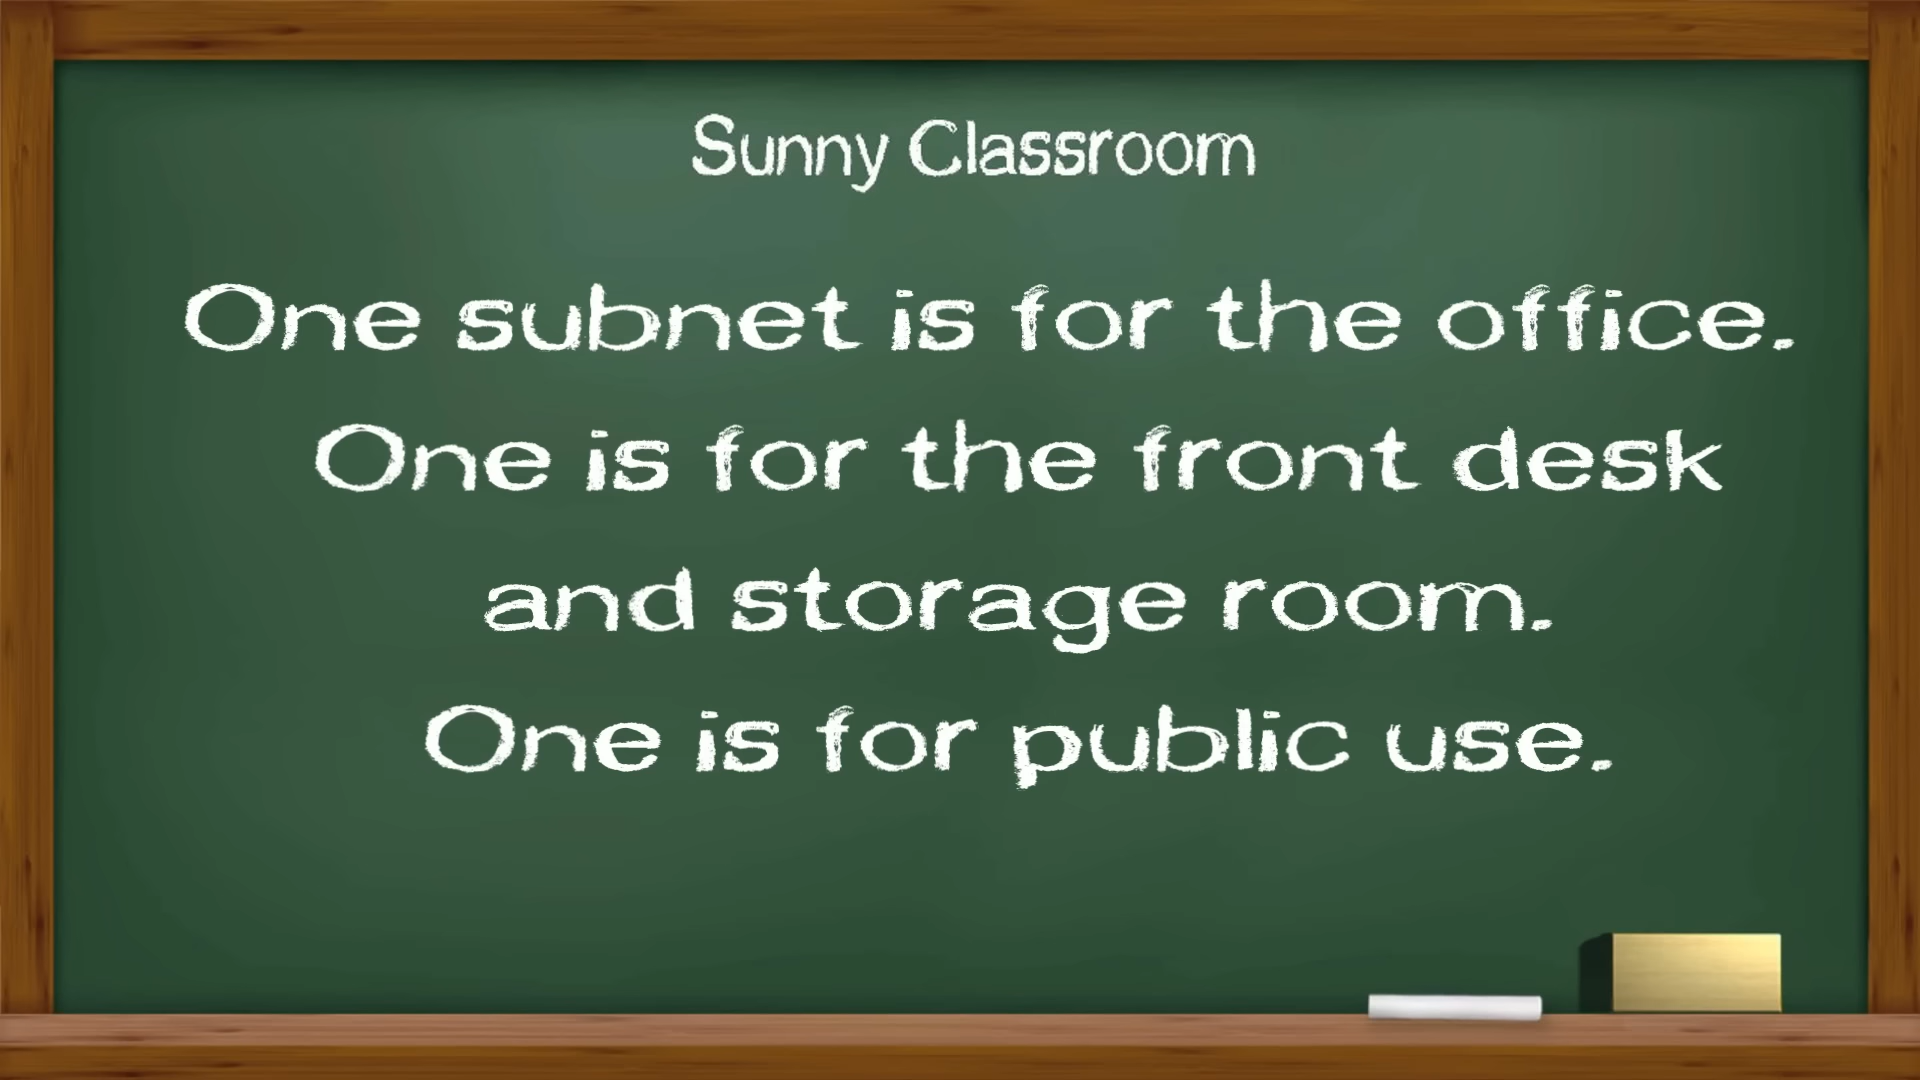 Sunny Classroom
One subnet is for the office.
One is for the front desk
and storage room.
One is for public use.